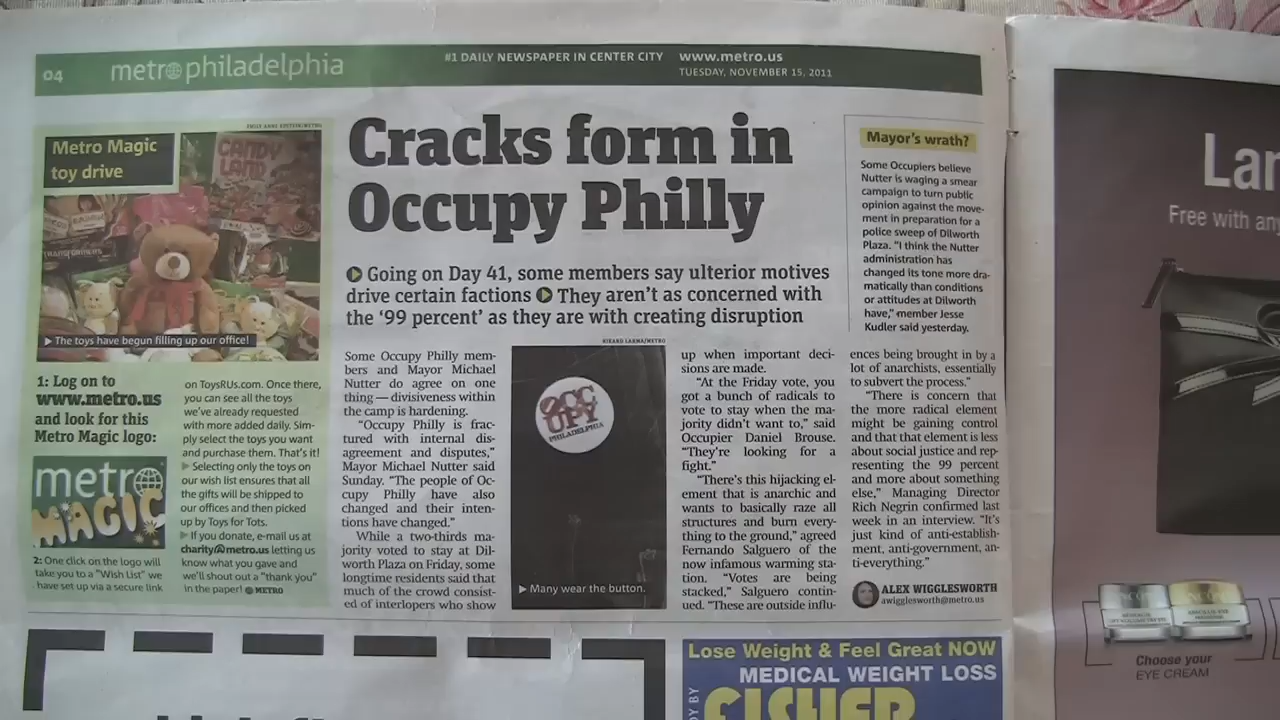 04 metro philadelphia
#1 DAILY NEWSPAPER IN CENTER CITY
www.metro.us
TUESDAY, NOVEMBER 15, 2011
Metro Magic
toy drive
CANDY
LAND
TRANSFORMERS
▶ The toys have begun filling up our office!
1: Log on to
www.metro.us
and look for this
Metro Magic logo:
metro
MAGIC
2: One click on the logo will
take you to a "Wish List" we
have set up via a secure link
on ToysRUs.com. Once there,
you can see all the toys
we've already requested
with more added daily. Sim-
ply select the toys you want
and purchase them. That's it!
▶ Selecting only the toys on
our wish list ensures that all
the gifts will be shipped to
our offices and then picked
up by Toys for Tots.
▶ If you donate, e-mail us at
charity@metro.us letting us
know what you gave and
we'll shout out a "thank you"
in the paper! METRO
Cracks form in
Occupy Philly
Going on Day 41, some members say ulterior motives
drive certain factions They aren't as concerned with
the '99 percent' as they are with creating disruption
Some Occupy Philly mem-
bers and Mayor Michael
Nutter do agree on one
thing — divisiveness within
the camp is hardening.
"Occupy Philly is frac-
tured with internal dis-
agreement and disputes,"
Mayor Michael Nutter said
Sunday. "The people of Oc-
cupy Philly have also
changed and their inten-
tions have changed."
While a two-thirds ma-
jority voted to stay at Dil-
worth Plaza on Friday, some
longtime residents said that
much of the crowd consist-
ed of interlopers who show
OCC
UPY
PHILADELPHIA
▶ Many wear the button.
up when important deci-
sions are made.
"At the Friday vote, you
got a bunch of radicals to
vote to stay when the ma-
jority didn't want to," said
Occupier Daniel Brouse.
"They're looking for a
fight."
"There's this hijacking el-
ement that is anarchic and
wants to basically raze all
structures and burn every-
thing to the ground," agreed
Fernando Salguero of the
now infamous warming sta-
tion. "Votes are being
stacked," Salguero contin-
ued. "These are outside influ-
ences being brought in by a
lot of anarchists, essentially
to subvert the process."
"There is concern that
the more radical element
might be gaining control
and that that element is less
about social justice and rep-
resenting the 99 percent
and more about something
else," Managing Director
Rich Negrin confirmed last
week in an interview. "It's
just kind of anti-establish-
ment, anti-government, an-
ti-everything."
ALEX WIGGLESWORTH
awigglesworth@metro.us
Mayor's wrath?
Some Occupiers believe
Nutter is waging a smear
campaign to turn public
opinion against the move-
ment in preparation for a
police sweep of Dilworth
Plaza. "I think the Nutter
administration has
changed its tone more dra-
matically than conditions
or attitudes at Dilworth
have," member Jesse
Kudler said yesterday.
Lose Weight & Feel Great NOW
MEDICAL WEIGHT LOSS
BY
FISHER
Lan
Free with any
Choose your
EYE CREAM